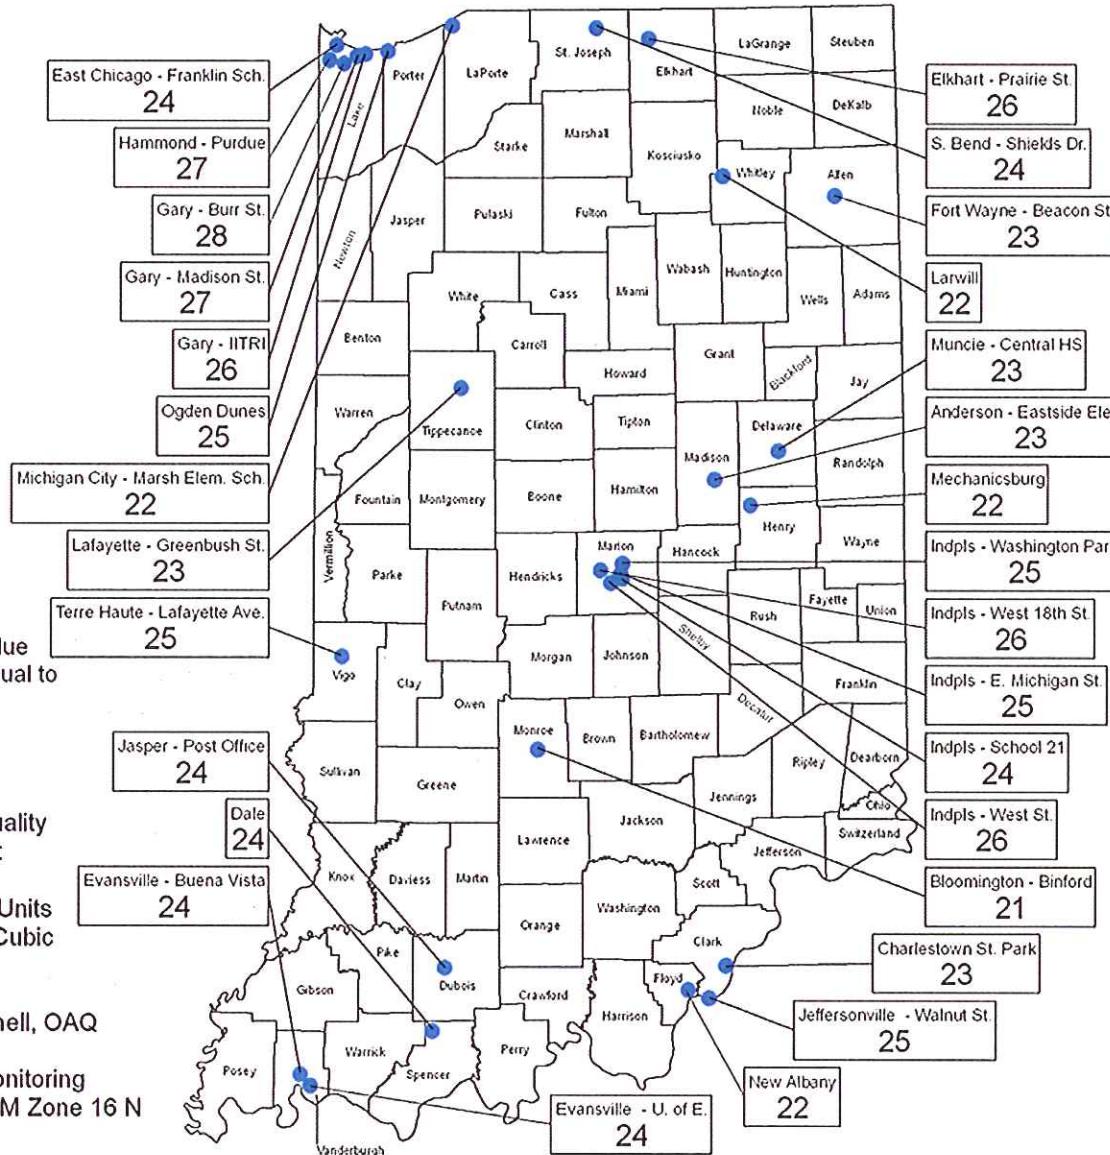 East Chicago - Franklin Sch.
24
Hammond - Purdue
27
Gary - Burr St.
28
Gary - Madison St.
27
Gary - IITRI
26
Ogden Dunes
25
Michigan City - Marsh Elem. Sch.
22
Lafayette - Greenbush St.
23
Terre Haute - Lafayette Ave.
25
Jasper - Post Office
24
Dale
24
Evansville - Buena Vista
24
Evansville - U. of E.
24
New Albany
22
Jeffersonville - Walnut St.
25
Charlestown St. Park
23
Elkhart - Prairie St.
26
S. Bend - Shields Dr.
24
Fort Wayne - Beacon St
23
Larwill
22
Muncie - Central HS
23
Anderson - Eastside Ele
23
Mechanicsburg
22
Indpls - Washington Par
25
Indpls - West 18th St.
26
Indpls - E. Michigan St.
25
Indpls - School 21
24
Indpls - West St.
26
Bloomington - Binford
21
ual to
uality
Units
Cubic
nell, OAQ
onitoring
M Zone 16 N
Lake
Porter
LaPorte
St. Joseph
Elkhart
LaGrange
Steuben
Noble
DeKalb
Starke
Marshall
Kosciusko
Whitley
Allen
Newton
Jasper
Pulaski
Fulton
Wabash
Huntington
Miami
Wells
Adams
White
Cass
Benton
Carroll
Grant
Howard
Blackford
Jay
Warren
Tippecanoe
Clinton
Tipton
Madison
Delaware
Randolph
Fountain
Montgomery
Boone
Hamilton
Henry
Wayne
Vermillion
Parke
Putnam
Hendricks
Marion
Hancock
Rush
Fayette
Union
Shelby
Vigo
Clay
Owen
Morgan
Johnson
Decatur
Franklin
Monroe
Brown
Bartholomew
Sullivan
Greene
Jennings
Ripley
Dearborn
Ohio
Switzerland
Jackson
Lawrence
Jefferson
Knox
Daviess
Martin
Scott
Washington
Orange
Clark
Pike
Gibson
Dubois
Crawford
Floyd
Harrison
Posey
Warrick
Spencer
Perry
Vanderburgh